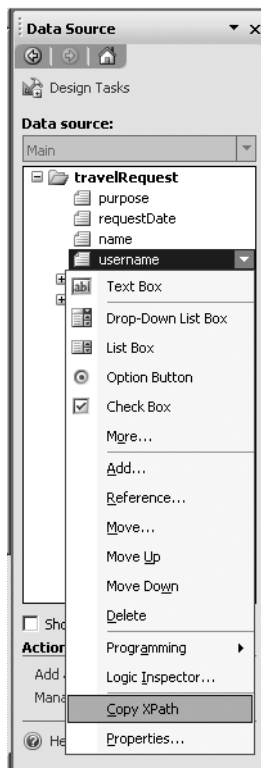 Data Source
Design Tasks
Data source:
Main
travelRequest
purpose
requestDate
name
username
ab
Text Box
Drop-Down List Box
List Box
Option Button
Check Box
More...
Add...
Reference...
Move...
Move Up
Move Down
Delete
Sho
Action
Programming
Add
Logic Inspector...
Mana
Copy XPath
He
Properties...